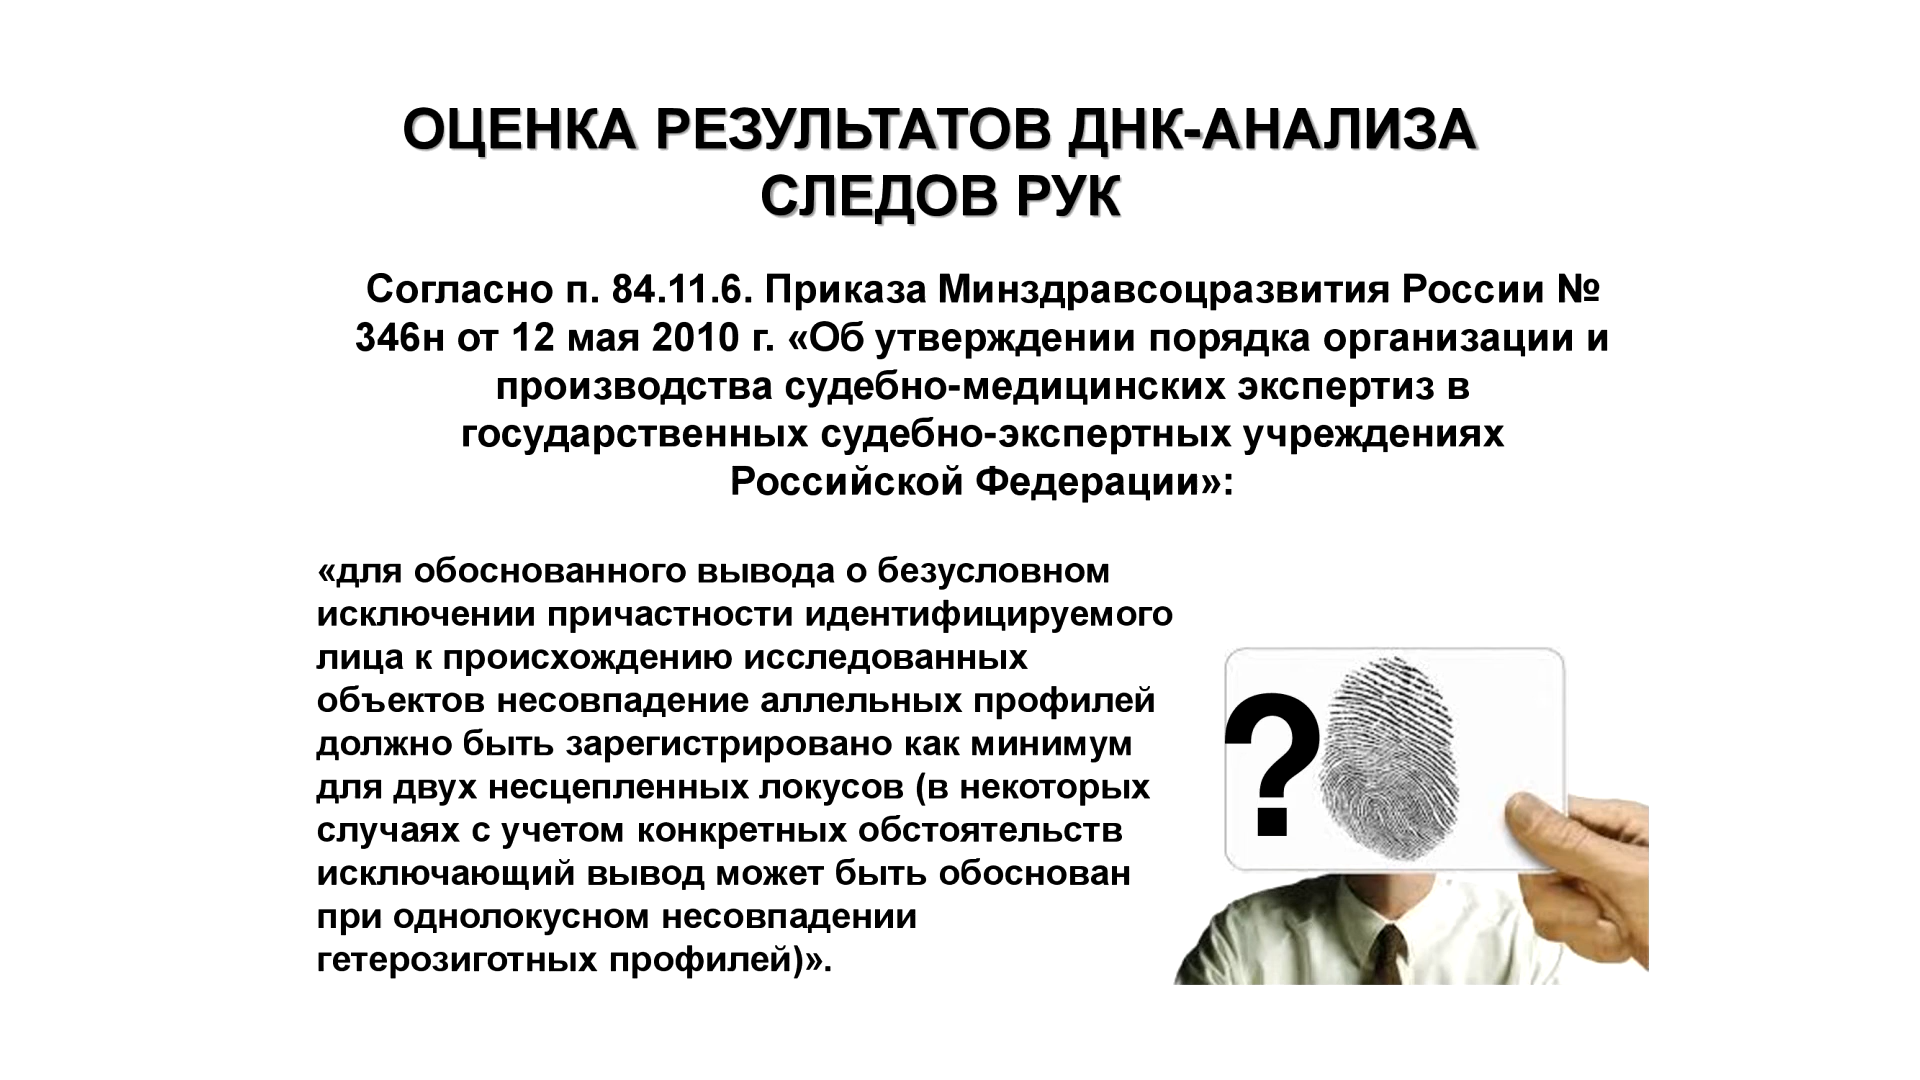 ОЦЕНКА РЕЗУЛЬТАТОВ ДНК-АНАЛИЗА
СЛЕДОВ РУК
Согласно п. 84.11.6. Приказа Минздравсоцразвития России №
346н от 12 мая 2010 г. «Об утверждении порядка организации и
производства судебно-медицинских экспертиз в
государственных судебно-экспертных учреждениях
Российской Федерации»:
«для обоснованного вывода о безусловном
исключении причастности идентифицируемого
лица к происхождению исследованных
объектов несовпадение аллельных профилей
должно быть зарегистрировано как минимум
для двух несцепленных локусов (в некоторых
случаях с учетом конкретных обстоятельств
исключающий вывод может быть обоснован
при однолокусном несовпадении
гетерозиготных профилей)».
?